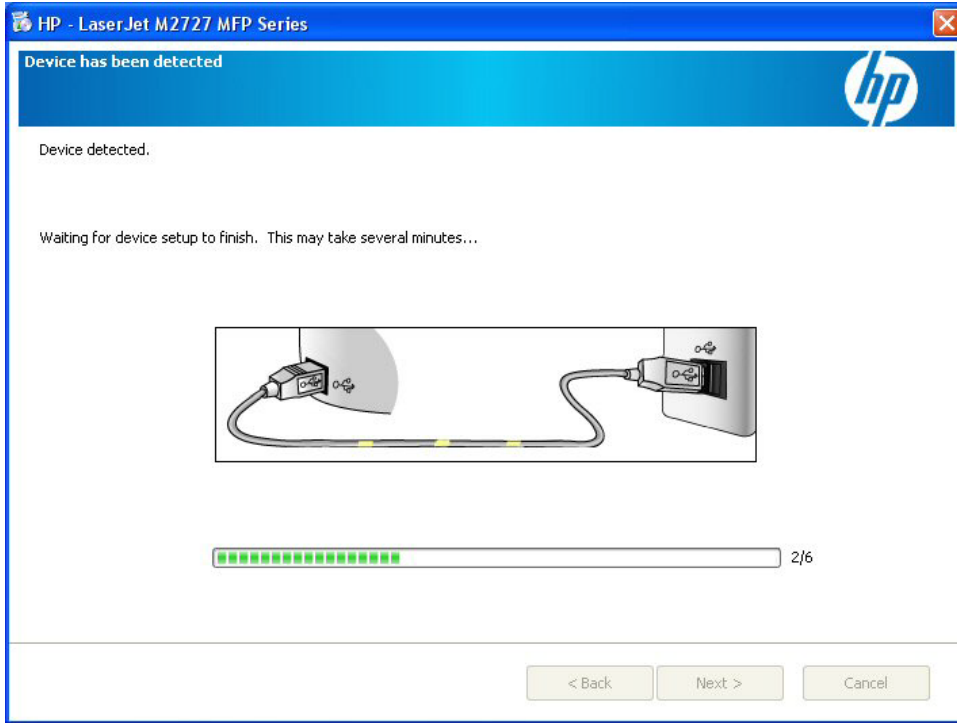 HP - LaserJet M2727 MFP Series
Device has been detected
hp
Device detected.
Waiting for device setup to finish.  This may take several minutes...
2/6
< Back
Next >
Cancel